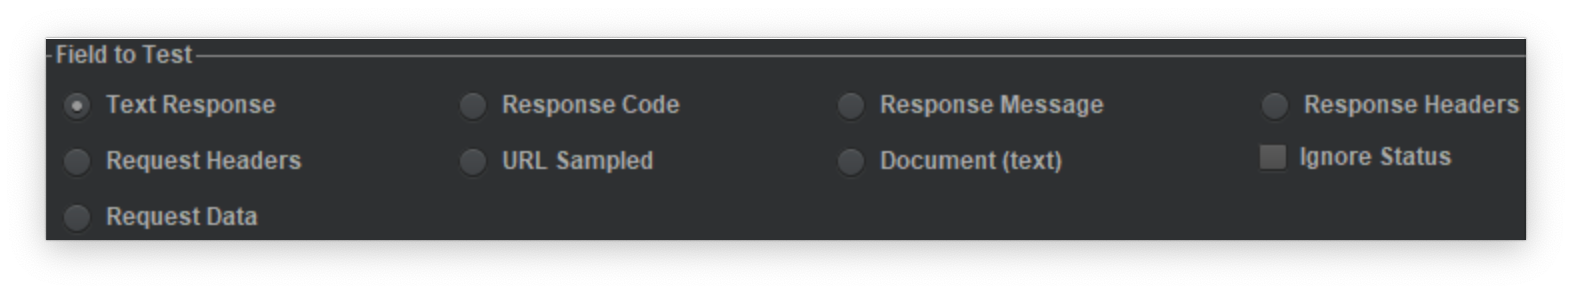 Field to Test
Text Response Response Code Response Message Response Headers
Request Headers URL Sampled Document (text) Ignore Status
Request Data